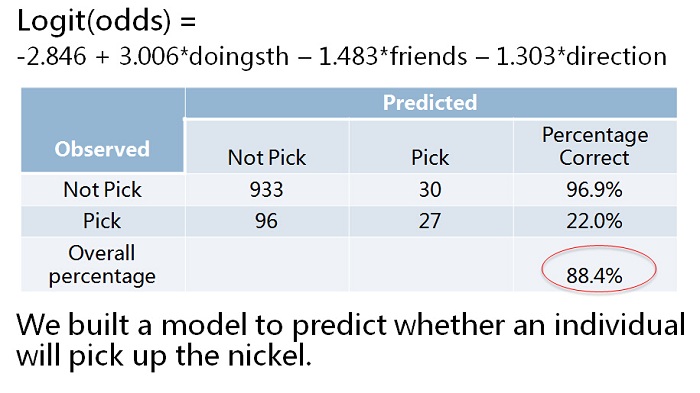 Logit(odds) =
-2.846 + 3.006*doingsth – 1.483*friends – 1.303*direction
Predicted
Observed
Not Pick Pick Percentage Correct
Not Pick 933 30 96.9%
Pick 96 27 22.0%
Overall percentage 88.4%
We built a model to predict whether an individual
will pick up the nickel.